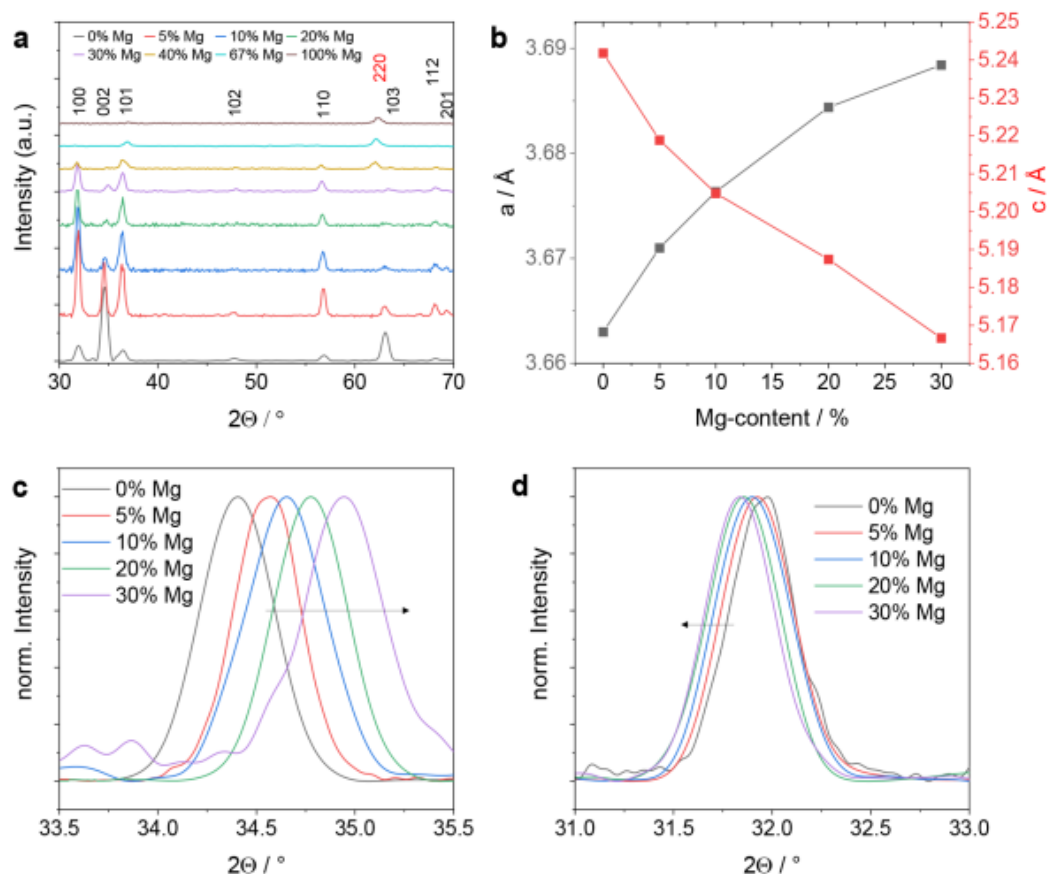 a
0% Mg 5% Mg 10% Mg 20% Mg
30% Mg 40% Mg 67% Mg 100% Mg
100
002
101
102
110
220
103
112
201
Intensity (a.u.)
30 40 50 60 70
2Θ / °
b
3.69
3.68
3.67
3.66
a / Å
5.25
5.24
5.23
5.22
5.21
5.20
5.19
5.18
5.17
5.16
c / Å
0 5 10 15 20 25 30
Mg-content / %
c
0% Mg
5% Mg
10% Mg
20% Mg
30% Mg
norm. Intensity
33.5 34.0 34.5 35.0 35.5
2Θ / °
d
0% Mg
5% Mg
10% Mg
20% Mg
30% Mg
norm. Intensity
31.0 31.5 32.0 32.5 33.0
2Θ / °